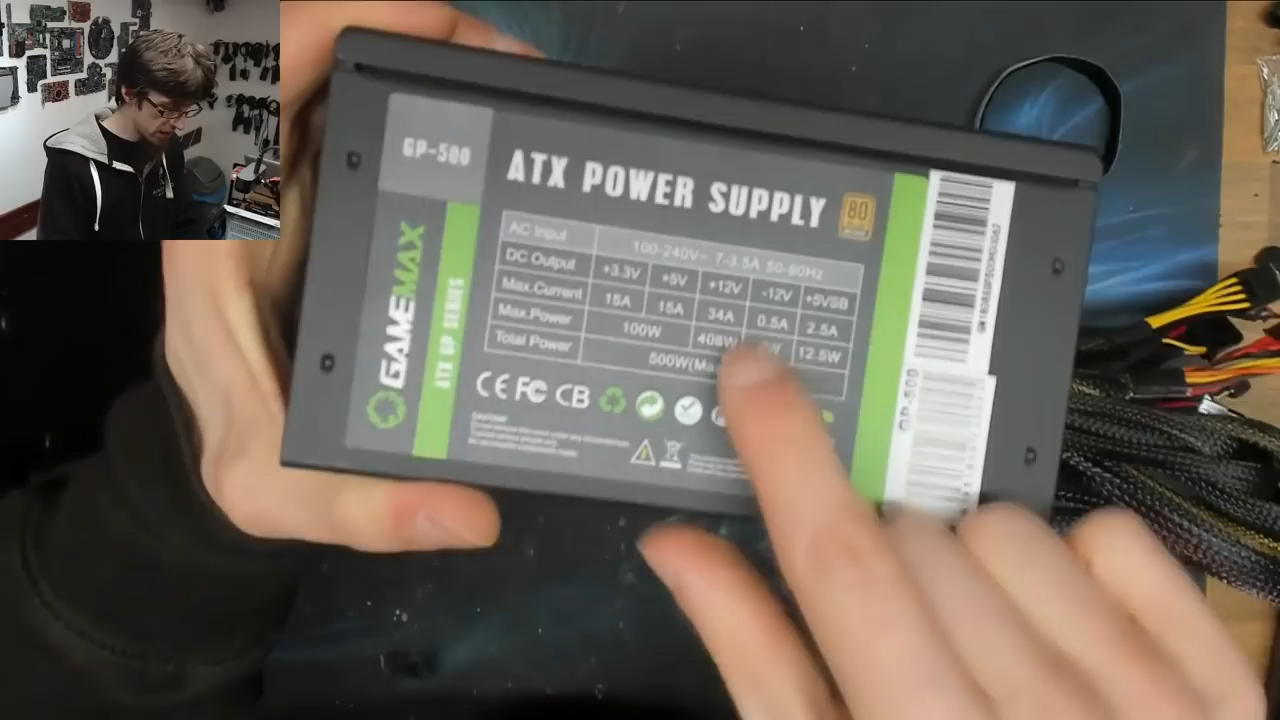 GP-500
ATX POWER SUPPLY
80
AC Input 100-240V~ 7-3.5A 50-60Hz
DC Output +3.3V +5V +12V -12V +5VSB
Max.Current 15A 15A 34A 0.5A 2.5A
Max.Power 100W 408W 12.5W
Total Power 500W(Ma
CE FC CB
GAMEMAX
ATX GP SERIES
GP-500